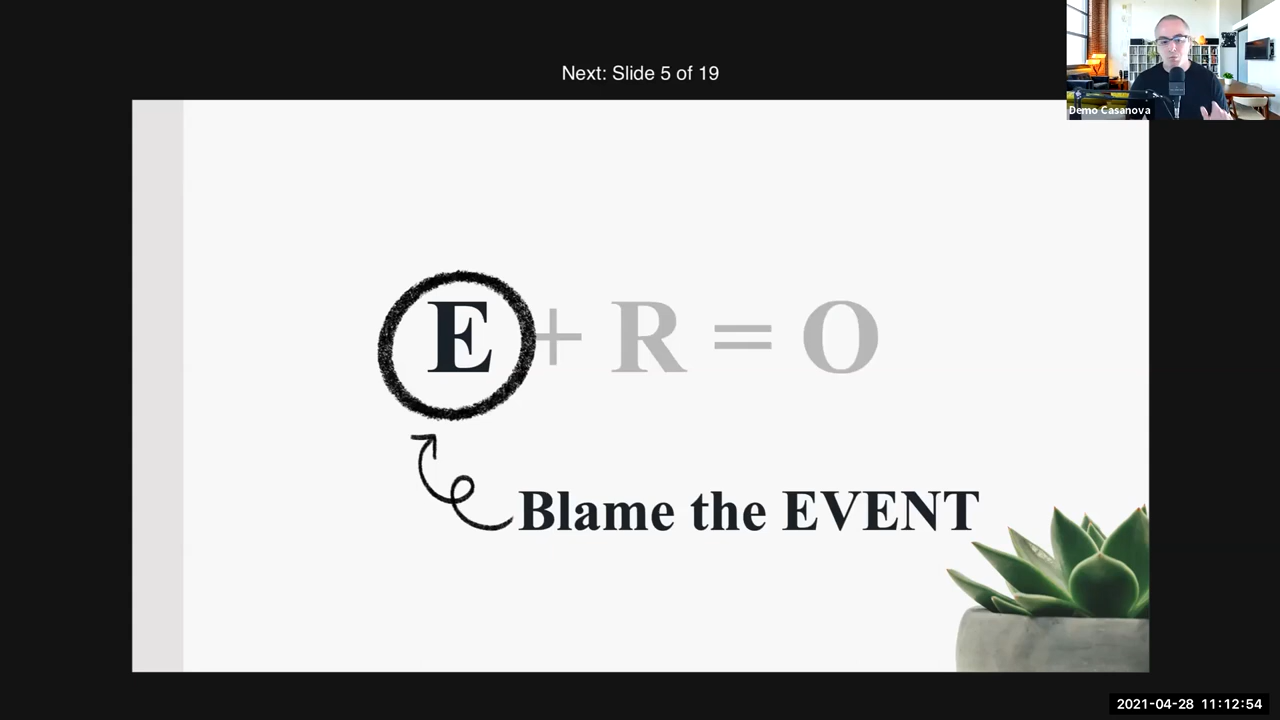 Next: Slide 5 of 19
Demo Casanova
E + R = O
Blame the EVENT
2021-04-28 11:12:54